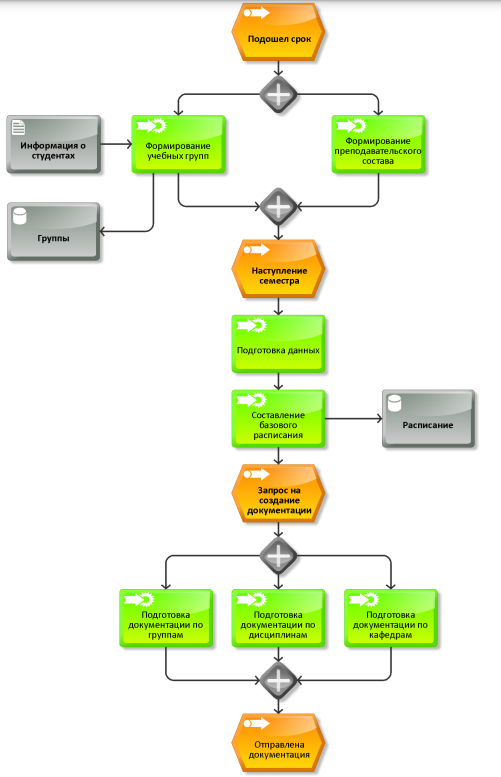 Подошел срок
Информация о
студентах
Формирование
учебных групп
Формирование
преподавательского
состава
Группы
Наступление
семестра
Подготовка данных
Составление
базового
расписания
Расписание
Запрос на
создание
документации
Подготовка
документации по
группам
Подготовка
документации по
дисциплинам
Подготовка
документации по
кафедрам
Отправлена
документация